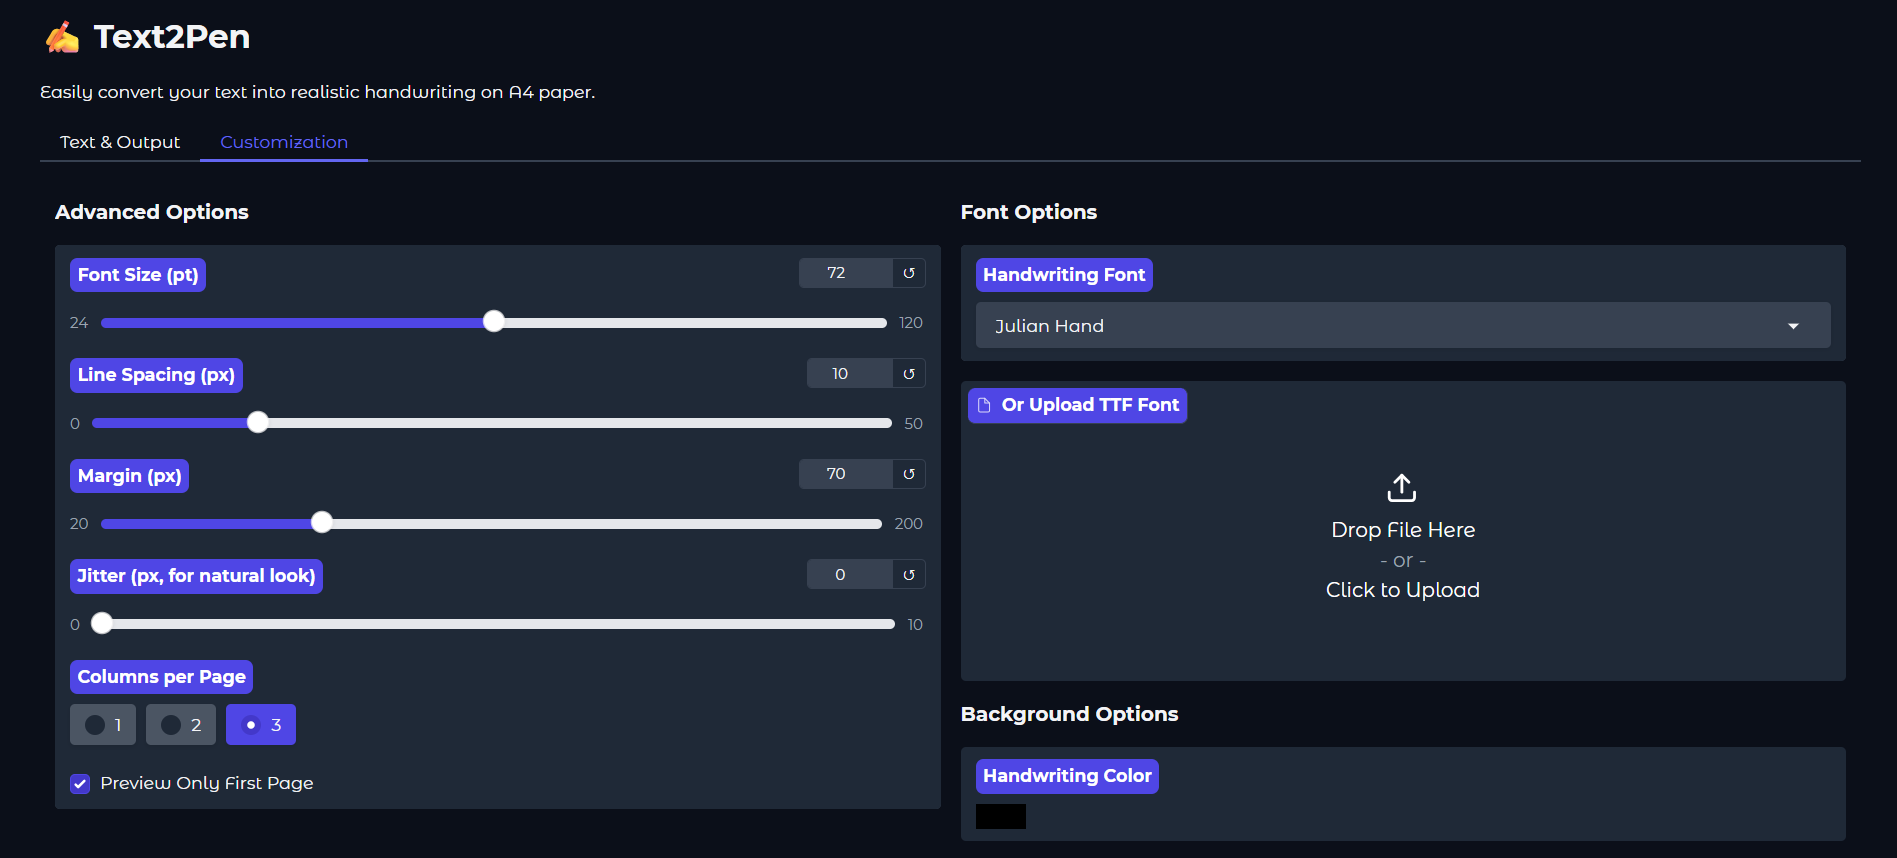 ✍️ Text2Pen
Easily convert your text into realistic handwriting on A4 paper.
Text & Output
Customization
Advanced Options
Font Size (pt)
72
24
120
Line Spacing (px)
10
0
50
Margin (px)
70
20
200
Jitter (px, for natural look)
0
0
10
Columns per Page
1
2
3
Preview Only First Page
Font Options
Handwriting Font
Julian Hand
Or Upload TTF Font
Drop File Here
- or -
Click to Upload
Background Options
Handwriting Color